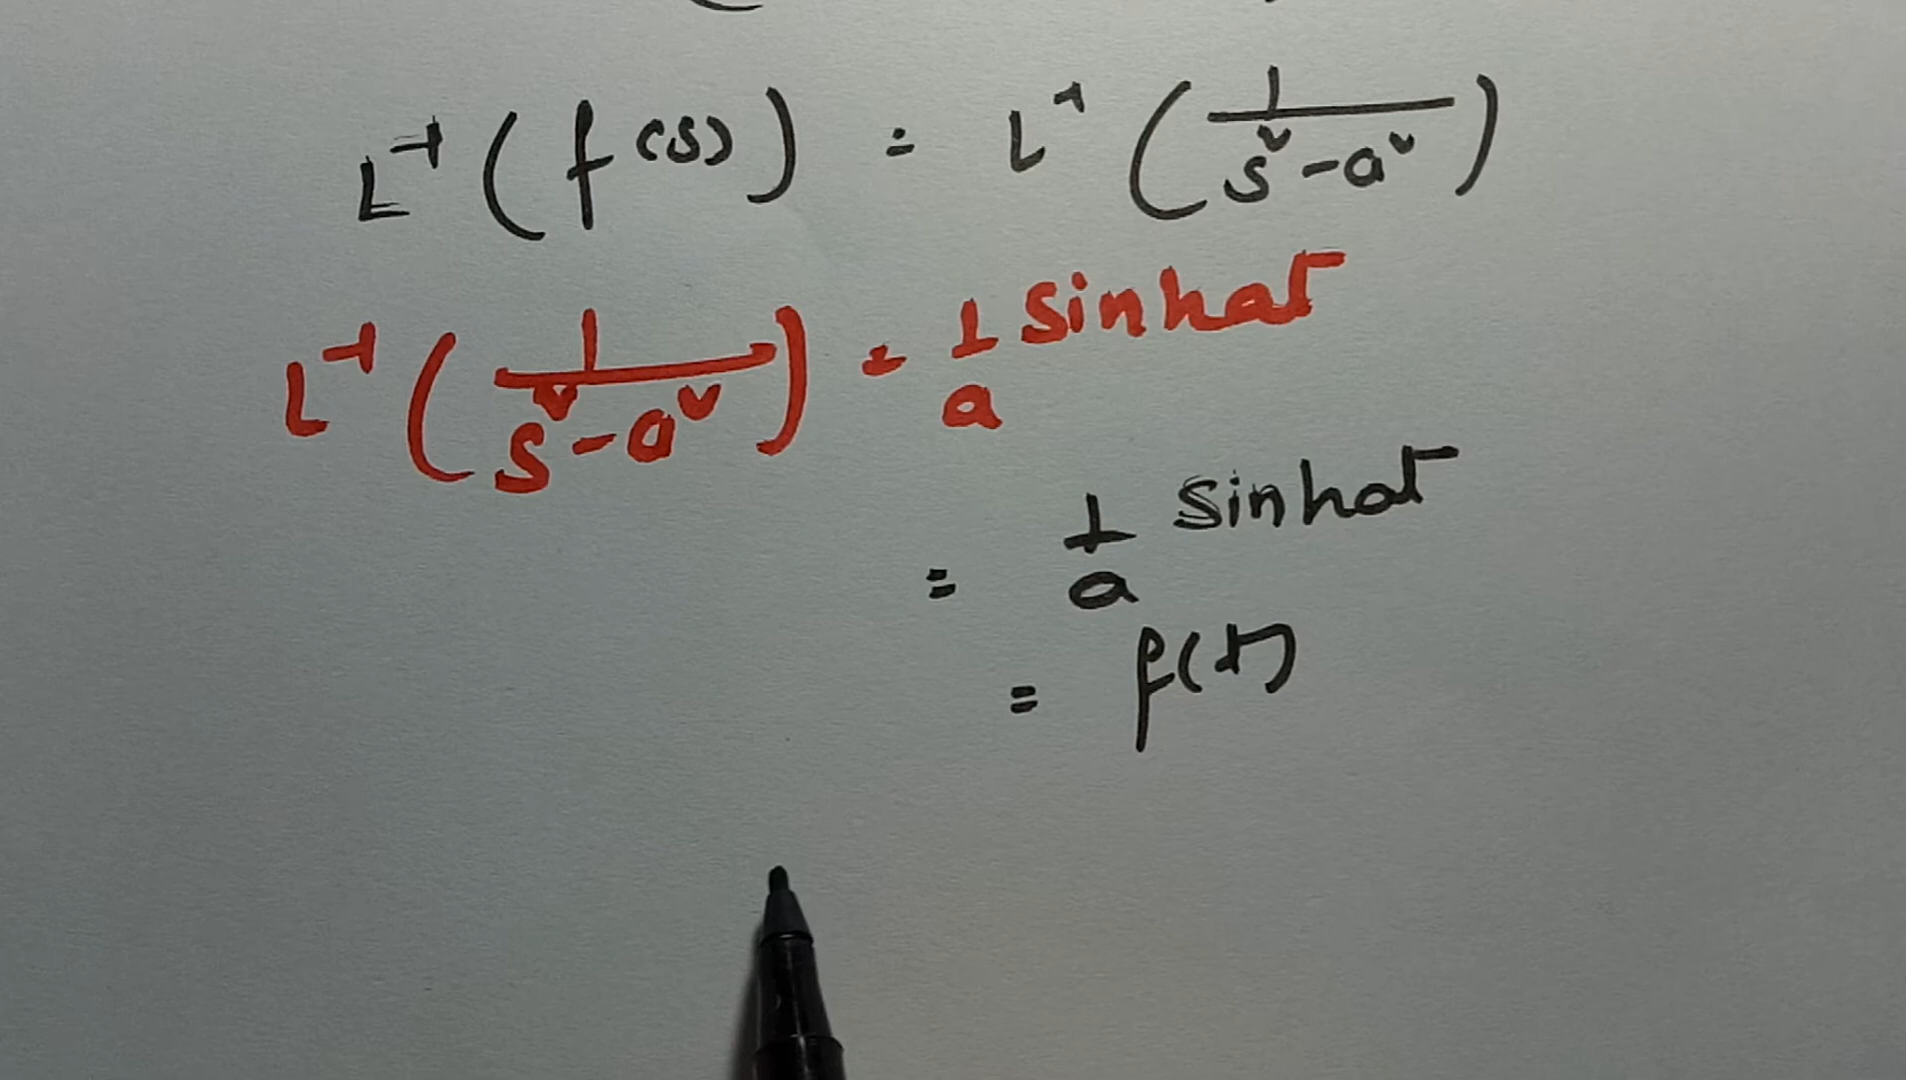 L⁻¹ (f(s)) = L⁻¹ (1/(s² - a²))
L⁻¹ (1/(s² - a²)) = 1/a sinhat
= 1/a sinhat
= f(t)